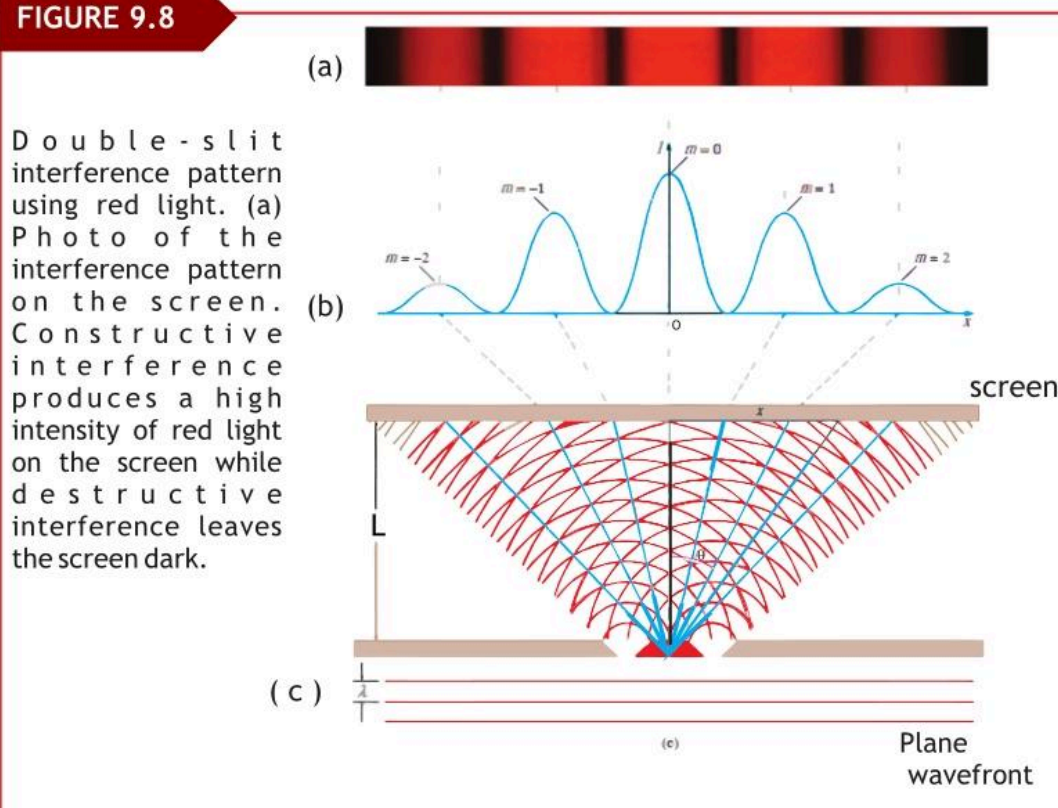 FIGURE 9.8
(a)
Double-slit
interference pattern
using red light. (a)
Photo of the
interference pattern
on the screen.
Constructive
interference
produces a high
intensity of red light
on the screen while
destructive
interference leaves
the screen dark.
(b)
I
m = 0
m = -1
m = 1
m = -2
m = 2
O
x
screen
x
L
θ
(c)
λ
(c)
Plane
wavefront